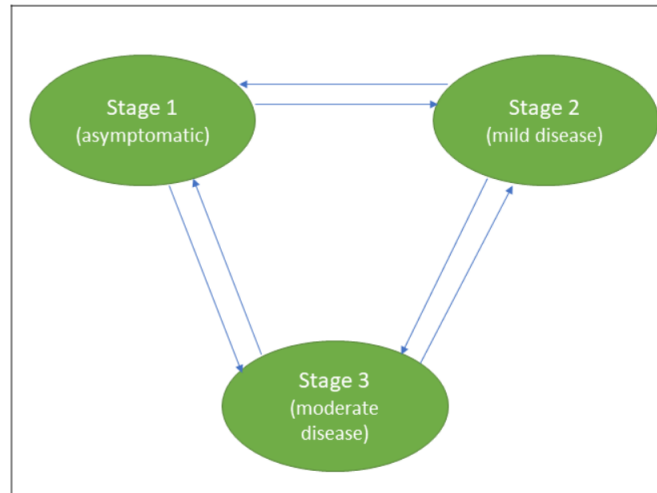 Stage 1
(asymptomatic)
Stage 2
(mild disease)
Stage 3
(moderate
disease)